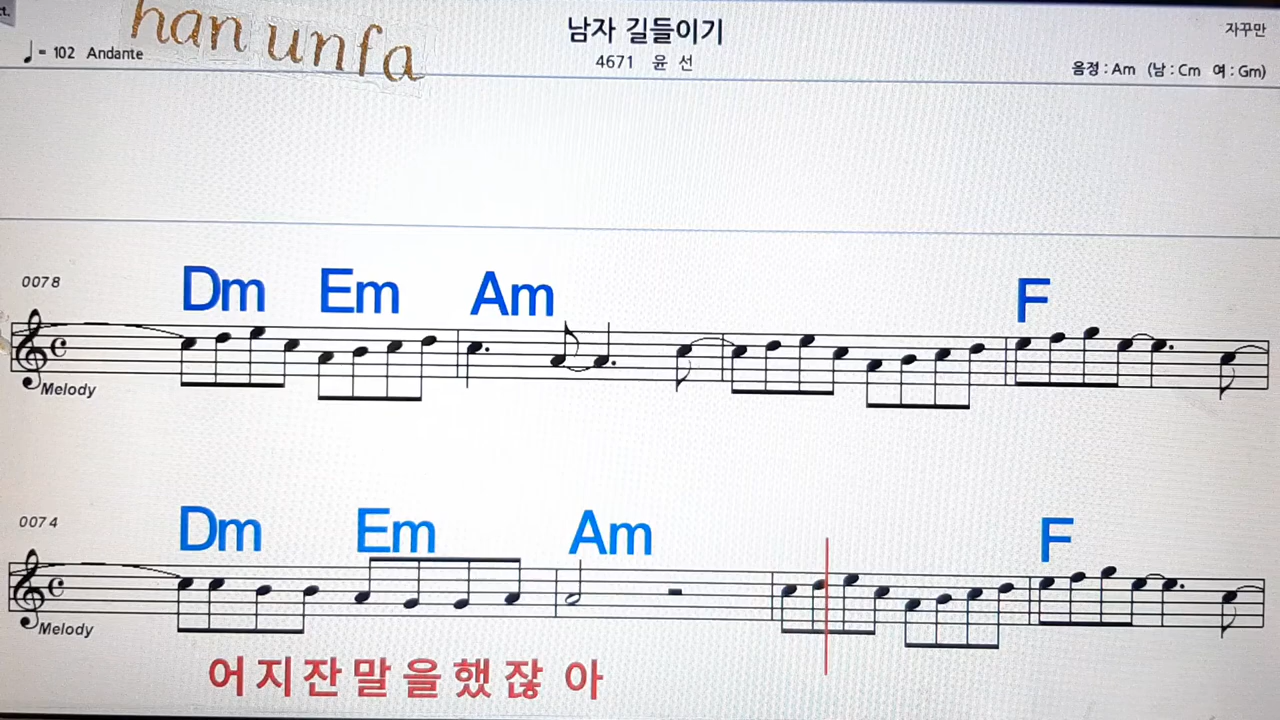 ct.
han unfa
남자 길들이기
자꾸만
♩ = 102 Andante
4671 윤 선
음정 : Am (남 : Cm 여 : Gm)
0078
Dm Em Am F
Melody
0074
Dm Em Am F
Melody
어지잔말을했잖 아